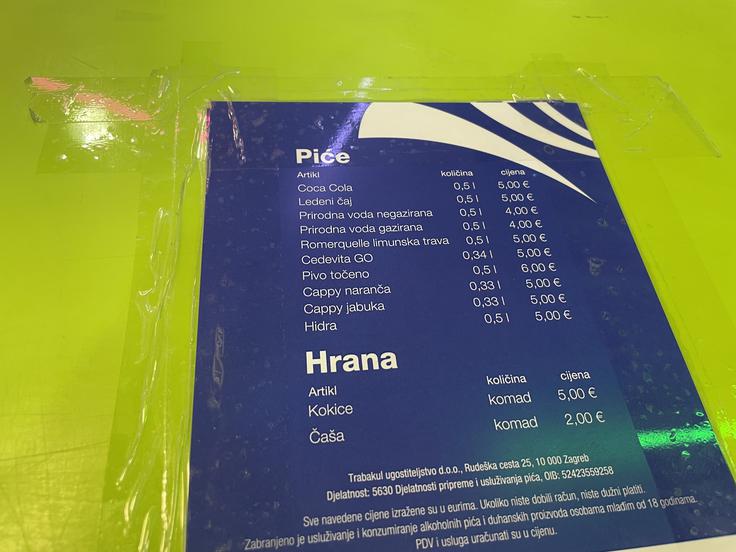 Piće
Artikl količina cijena
Coca Cola 0,5 l 5,00 €
Ledeni čaj 0,5 l 5,00 €
Prirodna voda negazirana 0,5 l 4,00 €
Prirodna voda gazirana 0,5 l 4,00 €
Romerquelle limunska trava 0,5 l 5,00 €
Cedevita GO 0,34 l 5,00 €
Pivo točeno 0,5 l 6,00 €
Cappy naranča 0,33 l 5,00 €
Cappy jabuka 0,33 l 5,00 €
Hidra 0,5 l 5,00 €
Hrana
Artikl količina cijena
Kokice komad 5,00 €
Čaša komad 2,00 €
Trabakul ugostiteljstvo d.o.o., Rudeška cesta 25, 10 000 Zagreb
Djelatnost: 5630 Djelatnosti pripreme i usluživanja pića, OIB: 52423559258
Sve navedene cijene izražene su u eurima. Ukoliko niste dobili račun, niste dužni platiti.
Zabranjeno je usluživanje i konzumiranje alkoholnih pića i duhanskih proizvoda osobama mlađim od 18 godinama.
PDV i usluga uračunati su u cijenu.